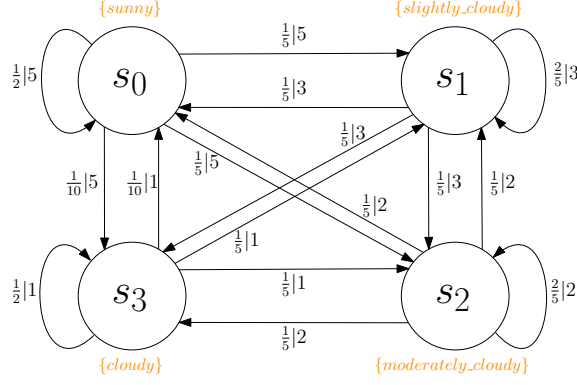 {sunny} {slightly_cloudy}
1/5|5
1/2|5 s0 s1 2/5|3
1/5|3
1/5|3
1/5|5
1/10|5 1/10|1 1/5|3 1/5|2
1/5|2
1/5|1
1/2|1 s3 1/5|1 s2 2/5|2
1/5|2
{cloudy} {moderately_cloudy}